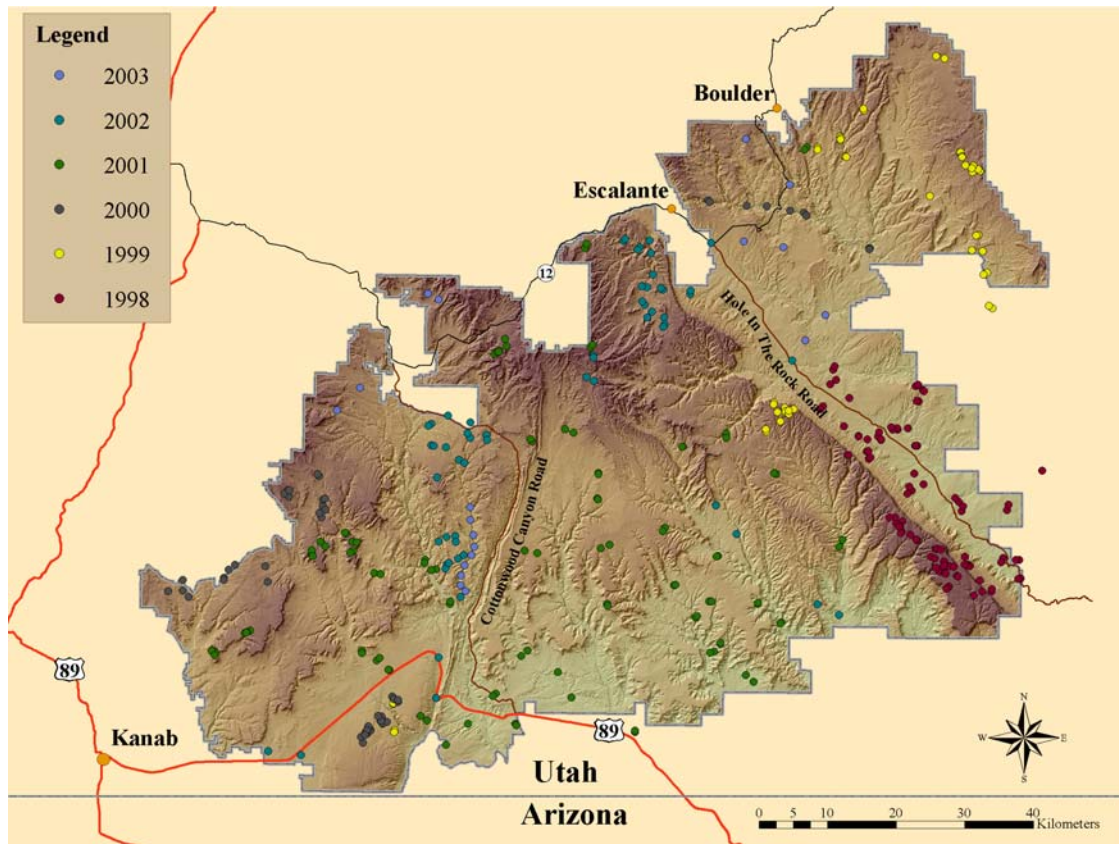 Legend
2003
2002
2001
2000
1999
1998
Boulder
Escalante
12
Hole In The Rock Road
Cottonwood Canyon Road
89
Kanab
89
Utah
Arizona
N
W
E
S
0
5
10
20
30
40
Kilometers